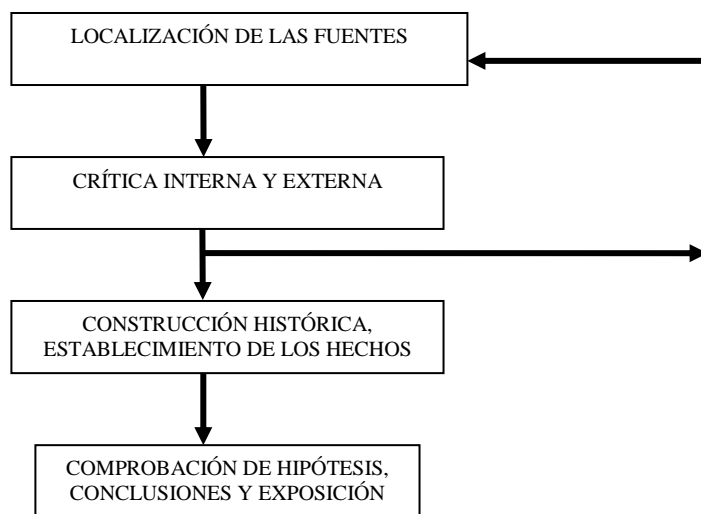 LOCALIZACIÓN DE LAS FUENTES
CRÍTICA INTERNA Y EXTERNA
CONSTRUCCIÓN HISTÓRICA,
ESTABLECIMIENTO DE LOS HECHOS
COMPROBACIÓN DE HIPÓTESIS,
CONCLUSIONES Y EXPOSICIÓN